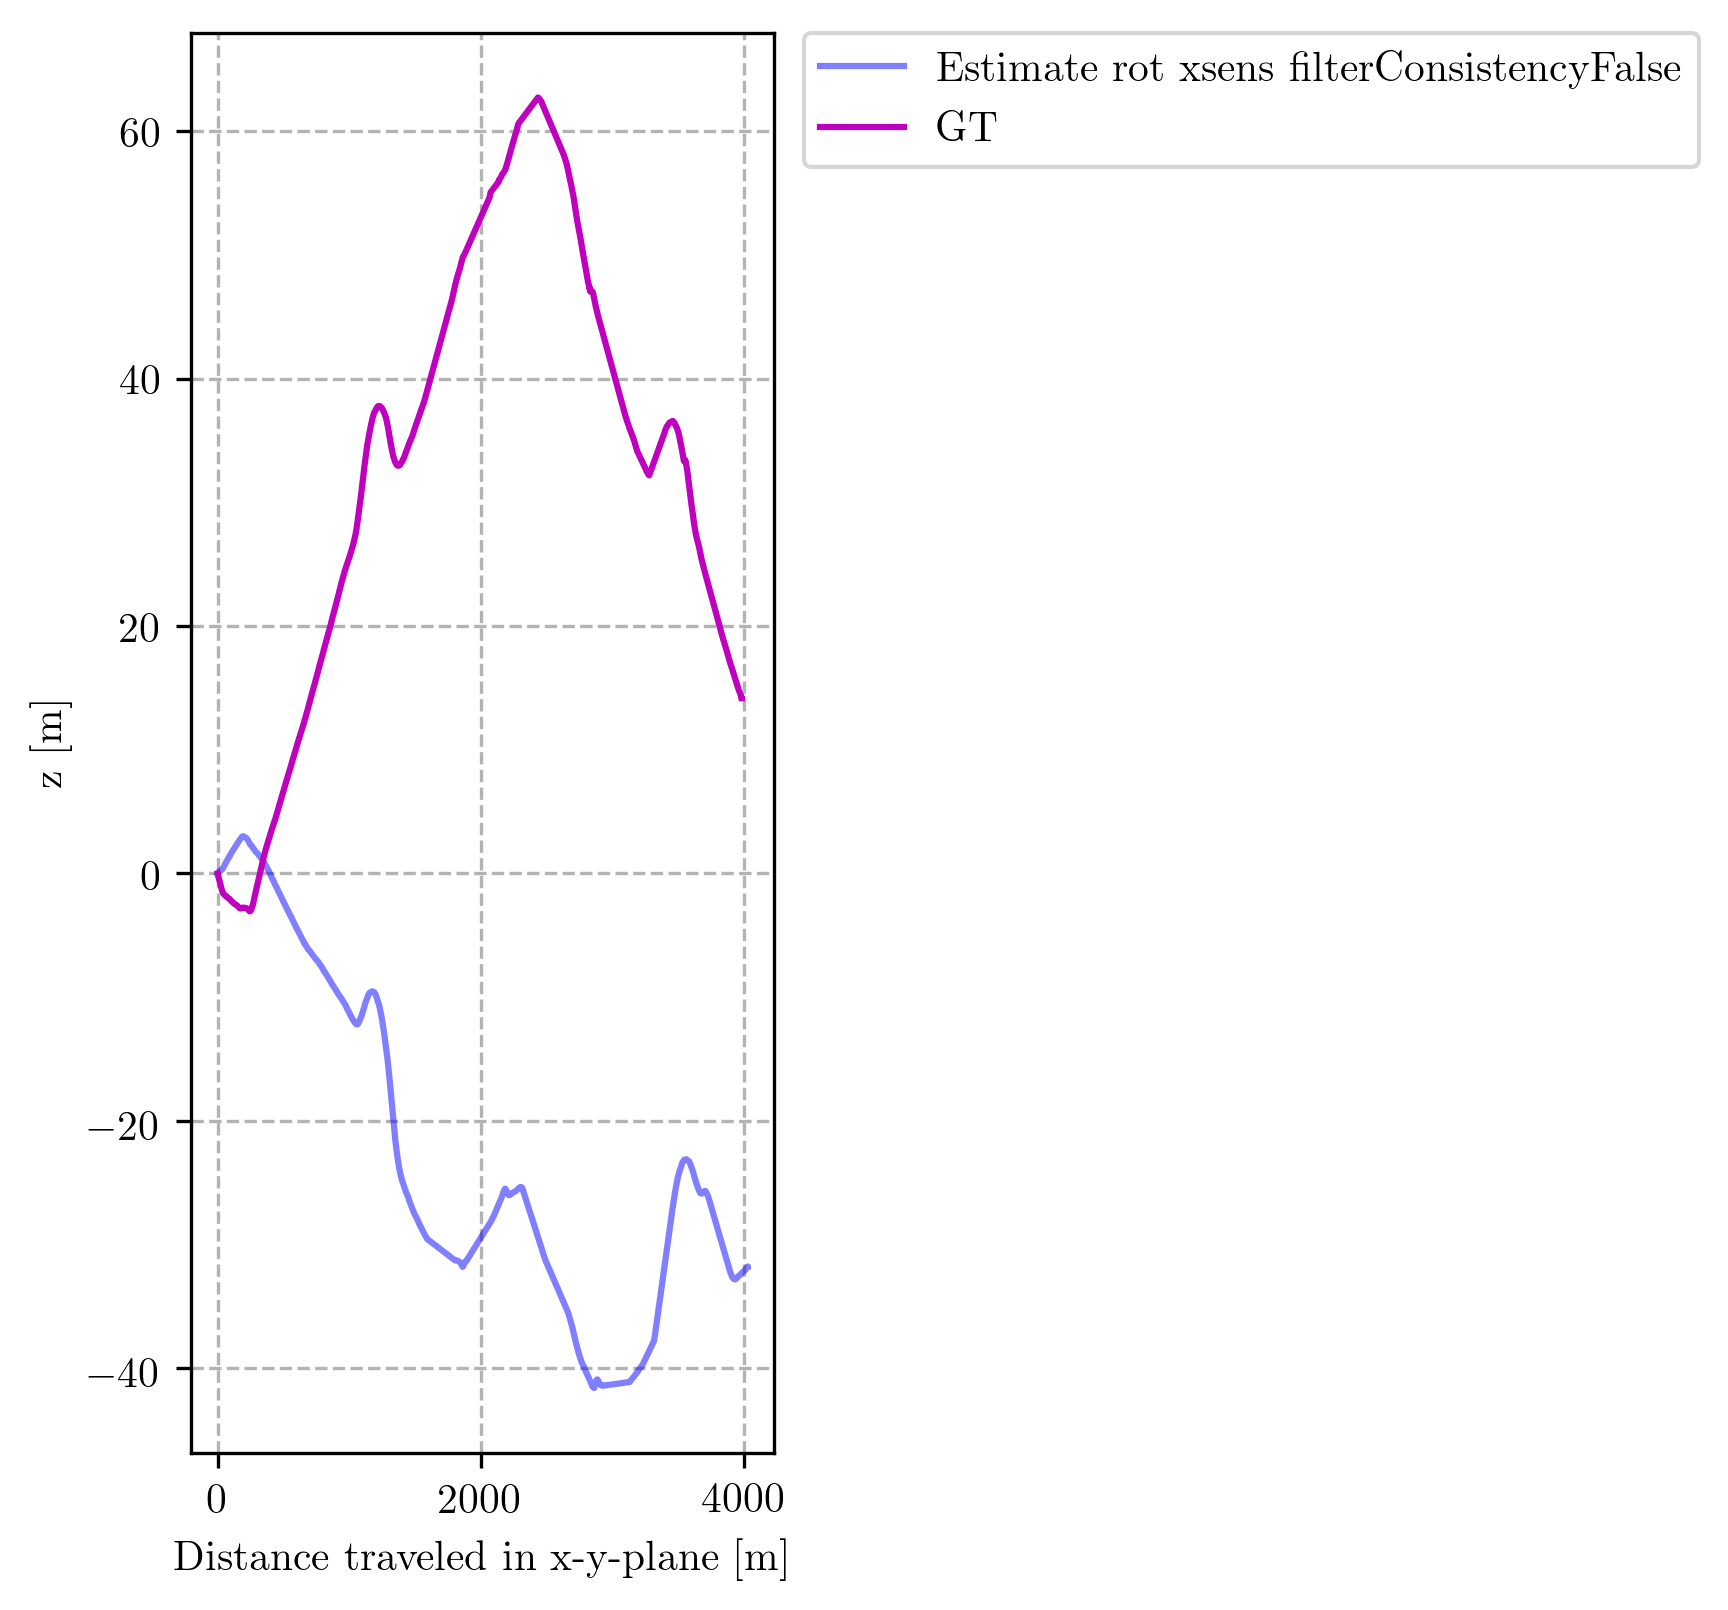 Estimate rot xsens filterConsistencyFalse
GT
60
40
20
0
−20
−40
z [m]
0 2000 4000
Distance traveled in x-y-plane [m]